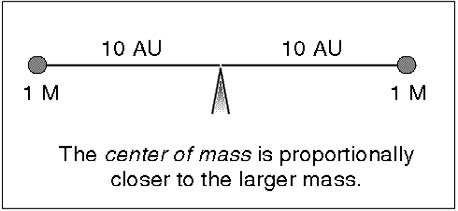 10 AU 10 AU
1 M 1 M
The center of mass is proportionally
closer to the larger mass.